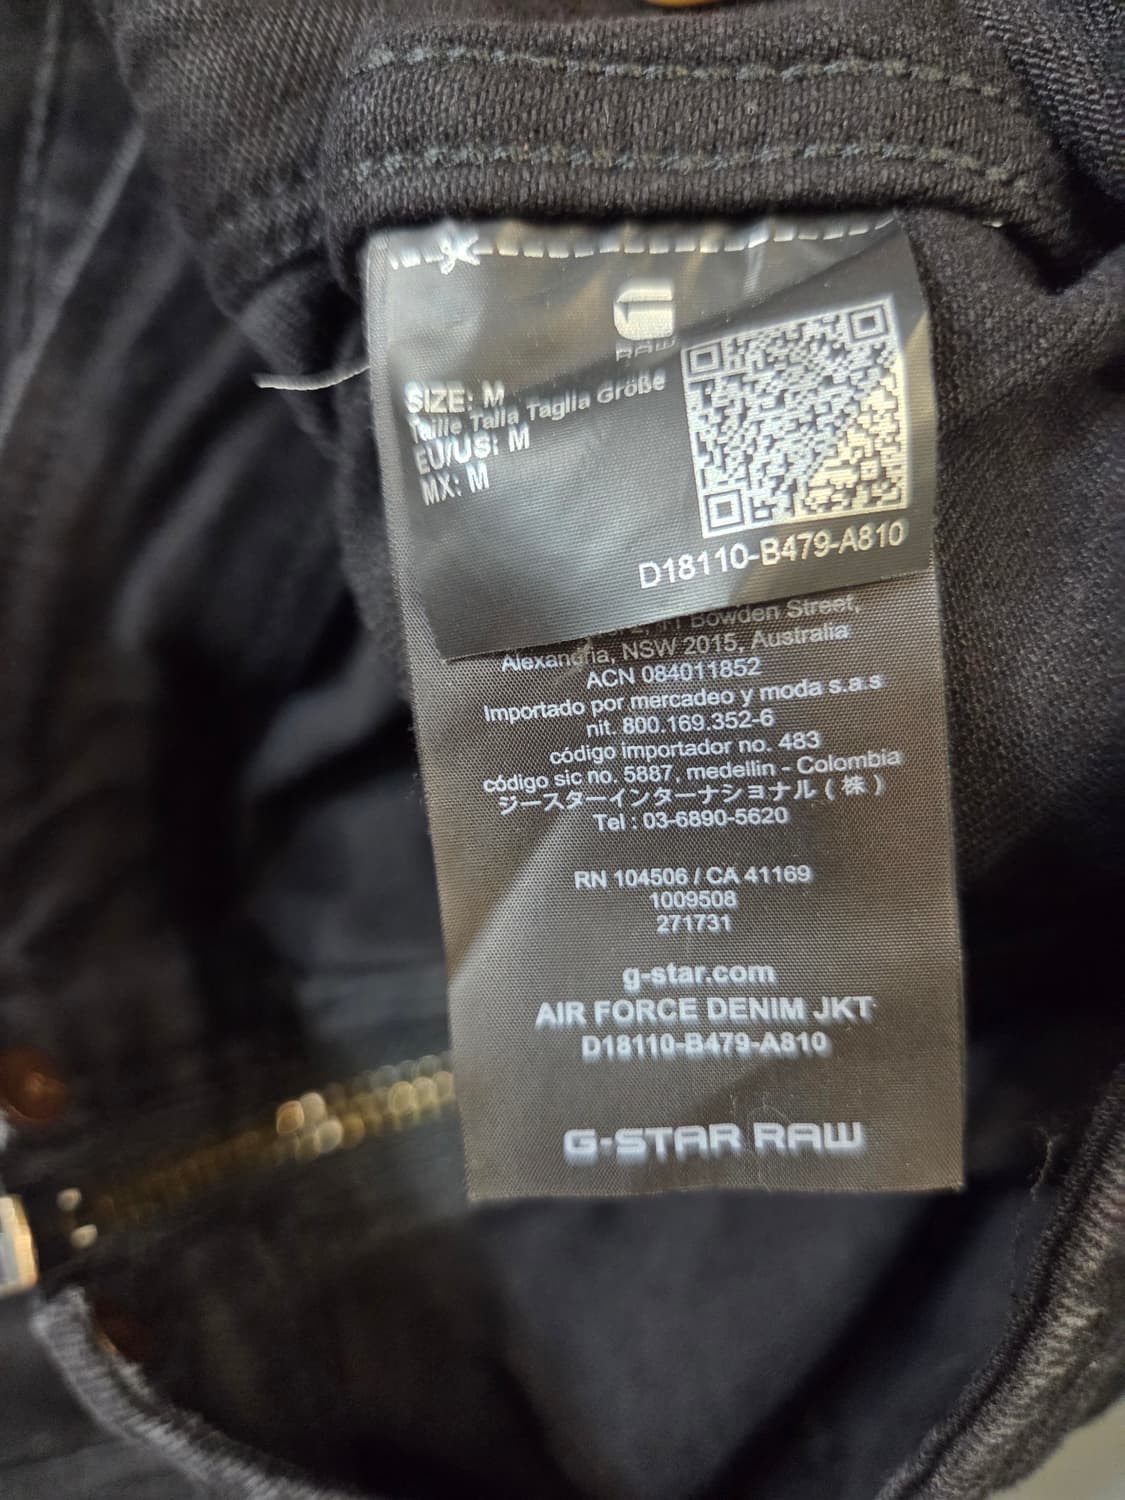 RAW
SIZE: M
Taille Talla Taglia Größe
EU/US: M
MX: M
D18110-B479-A810
Bowden Street,
Alexandria, NSW 2015, Australia
ACN 084011852
Importado por mercadeo y moda s.a.s
nit. 800.169.352-6
código importador no. 483
código sic no. 5887, medellin - Colombia
ジースターインターナショナル(株)
Tel : 03-6890-5620
RN 104506 / CA 41169
1009508
271731
g-star.com
AIR FORCE DENIM JKT
D18110-B479-A810
G-STAR RAW